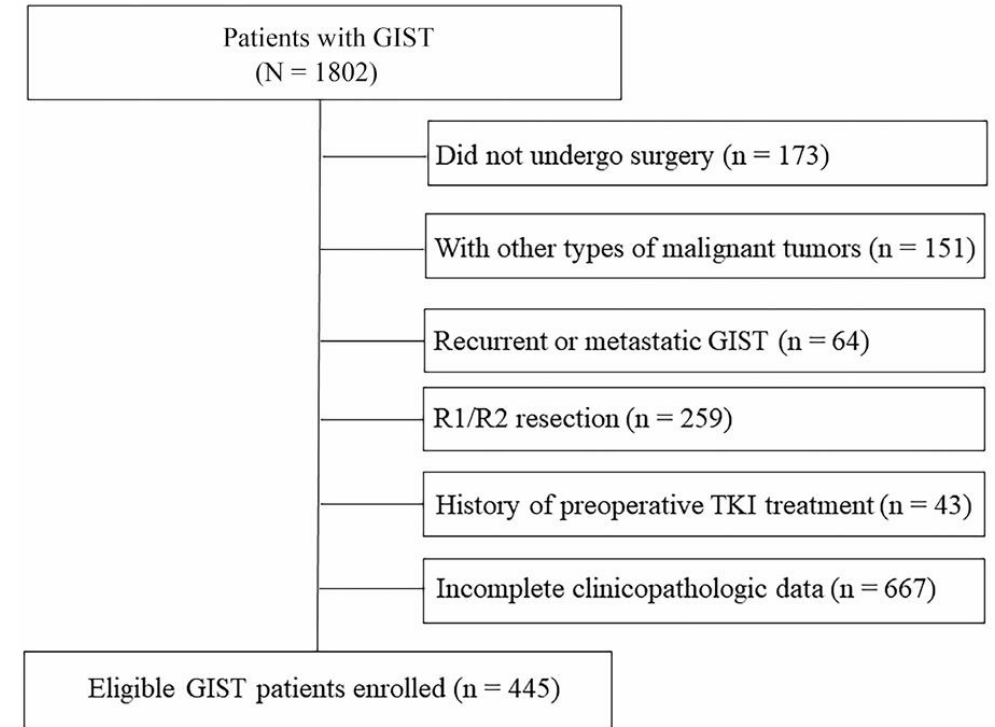 Patients with GIST
(N = 1802)
Did not undergo surgery (n = 173)
With other types of malignant tumors (n = 151)
Recurrent or metastatic GIST (n = 64)
R1/R2 resection (n = 259)
History of preoperative TKI treatment (n = 43)
Incomplete clinicopathologic data (n = 667)
Eligible GIST patients enrolled (n = 445)